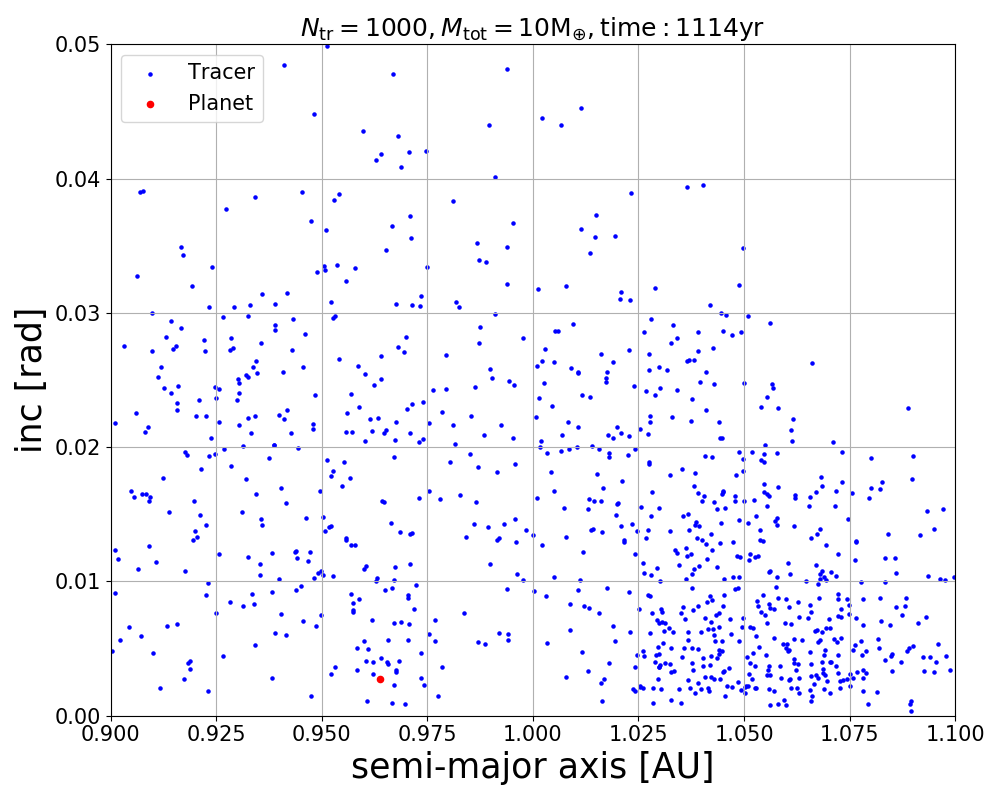 N_tr = 1000, M_tot = 10M_⊕, time : 1114yr
Tracer
Planet
0.05
0.04
0.03
0.02
0.01
0.00
inc [rad]
0.900 0.925 0.950 0.975 1.000 1.025 1.050 1.075 1.100
semi-major axis [AU]